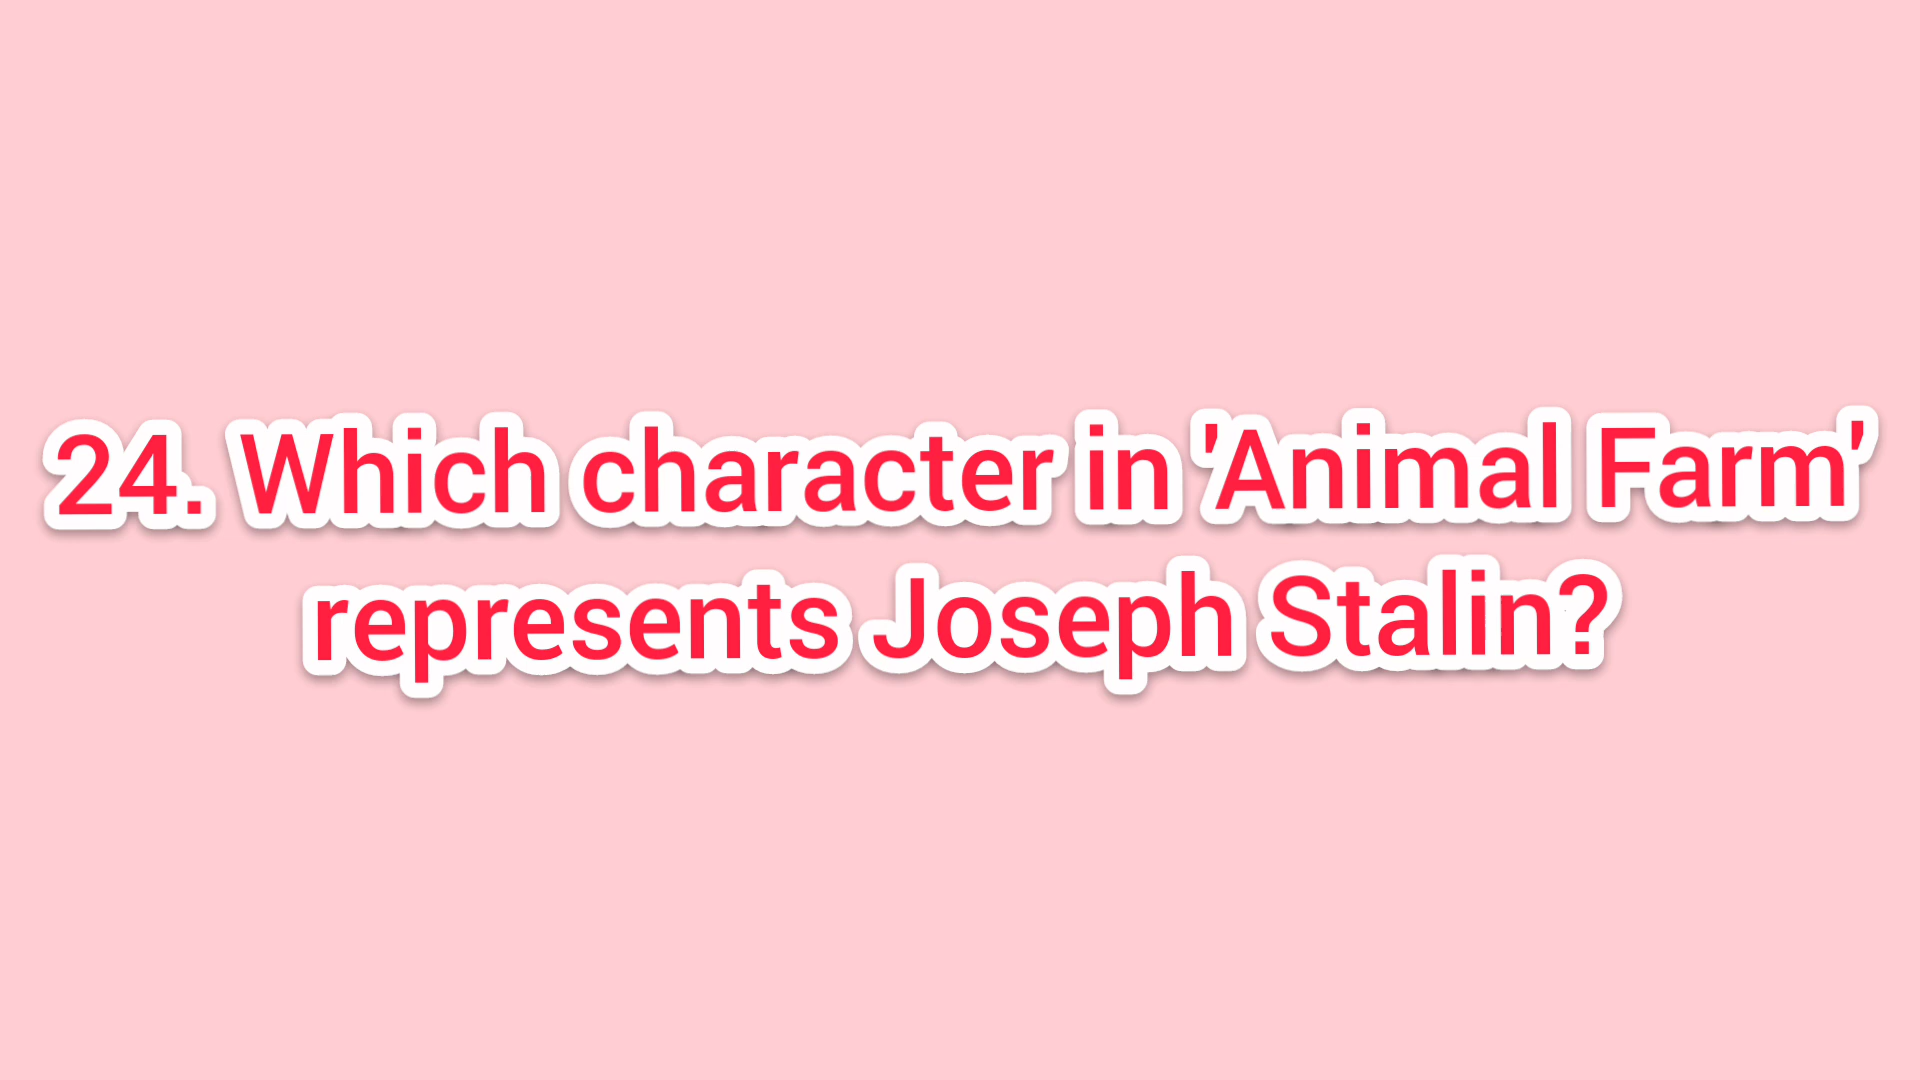 24. Which character in 'Animal Farm'
represents Joseph Stalin?